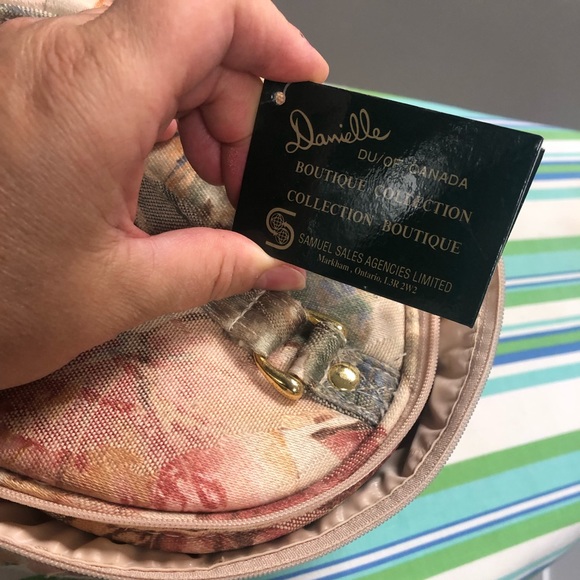 Danielle
DU/OF CANADA
BOUTIQUE COLLECTION
COLLECTION BOUTIQUE
SAMUEL SALES AGENCIES LIMITED
Markham, Ontario, L3R 2W2